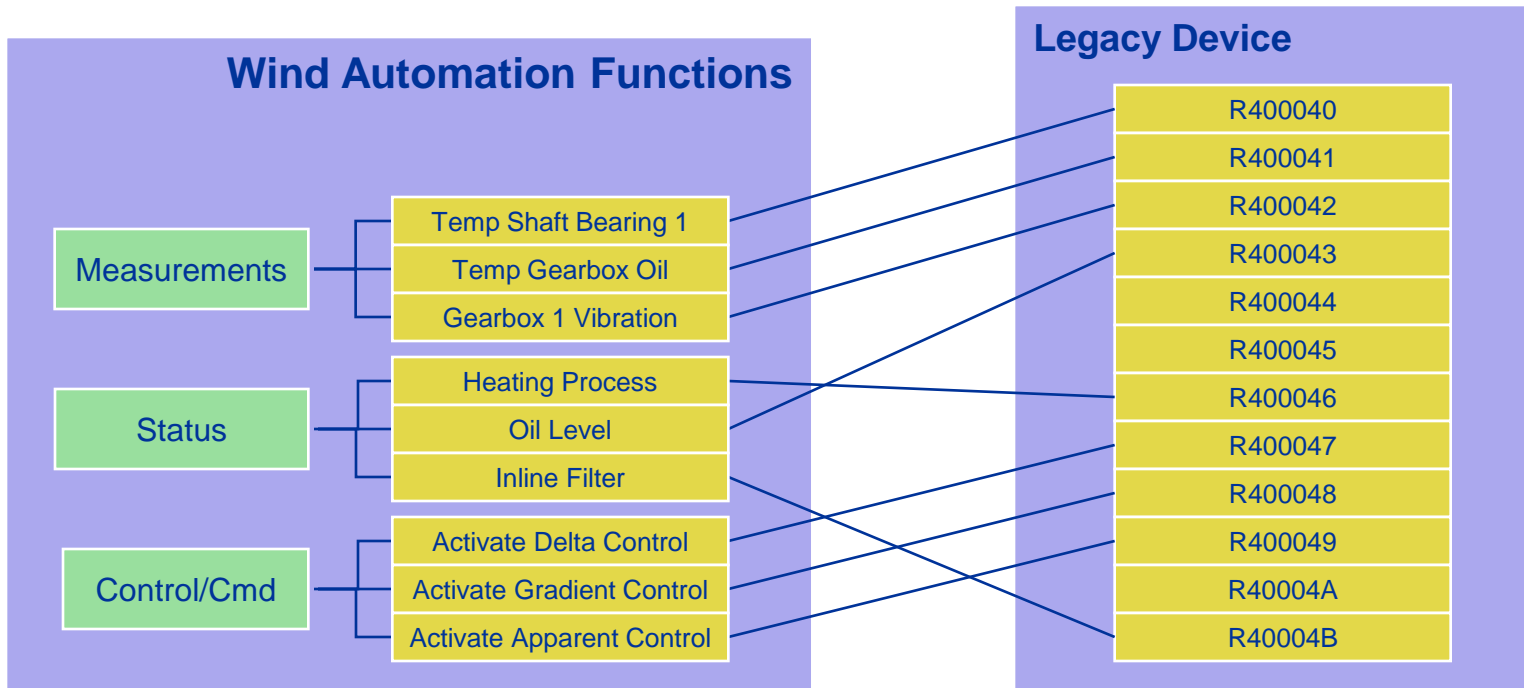 Wind Automation Functions
Measurements
Temp Shaft Bearing 1
Temp Gearbox Oil
Gearbox 1 Vibration
Status
Heating Process
Oil Level
Inline Filter
Control/Cmd
Activate Delta Control
Activate Gradient Control
Activate Apparent Control
Legacy Device
R400040
R400041
R400042
R400043
R400044
R400045
R400046
R400047
R400048
R400049
R40004A
R40004B